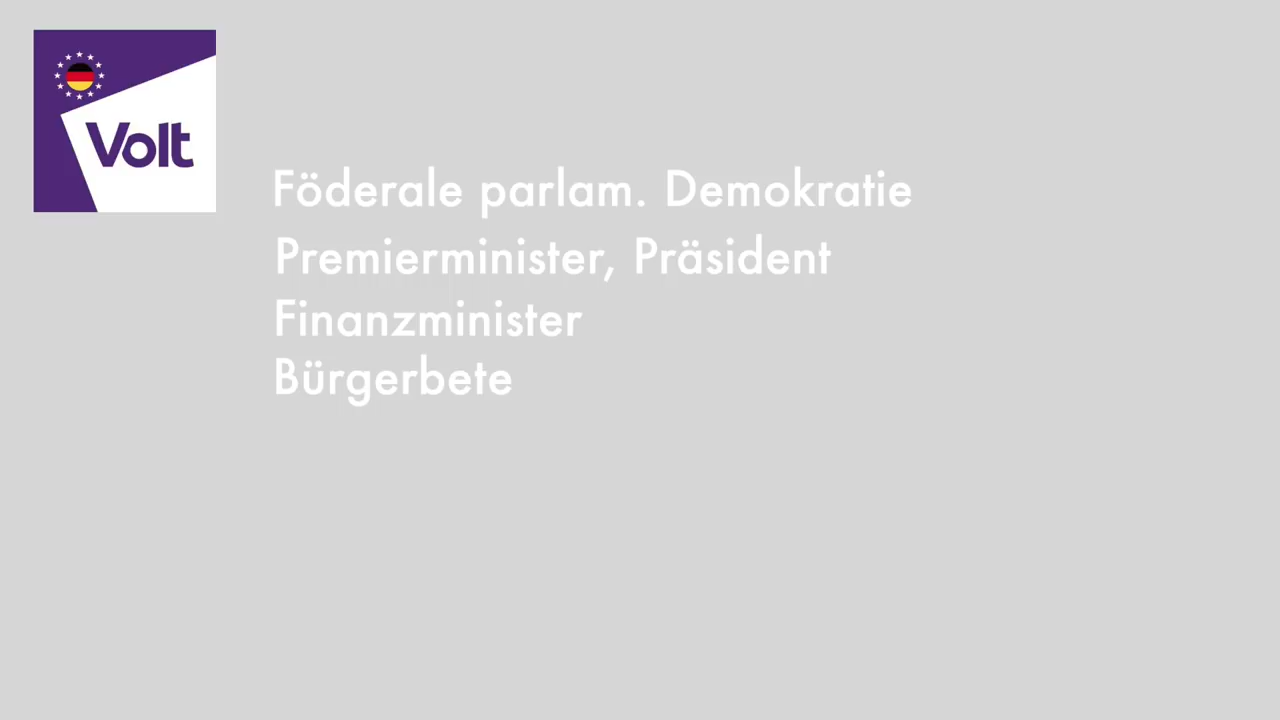 Volt
Föderale parlam. Demokratie
Premierminister, Präsident
Finanzminister
Bürgerbete